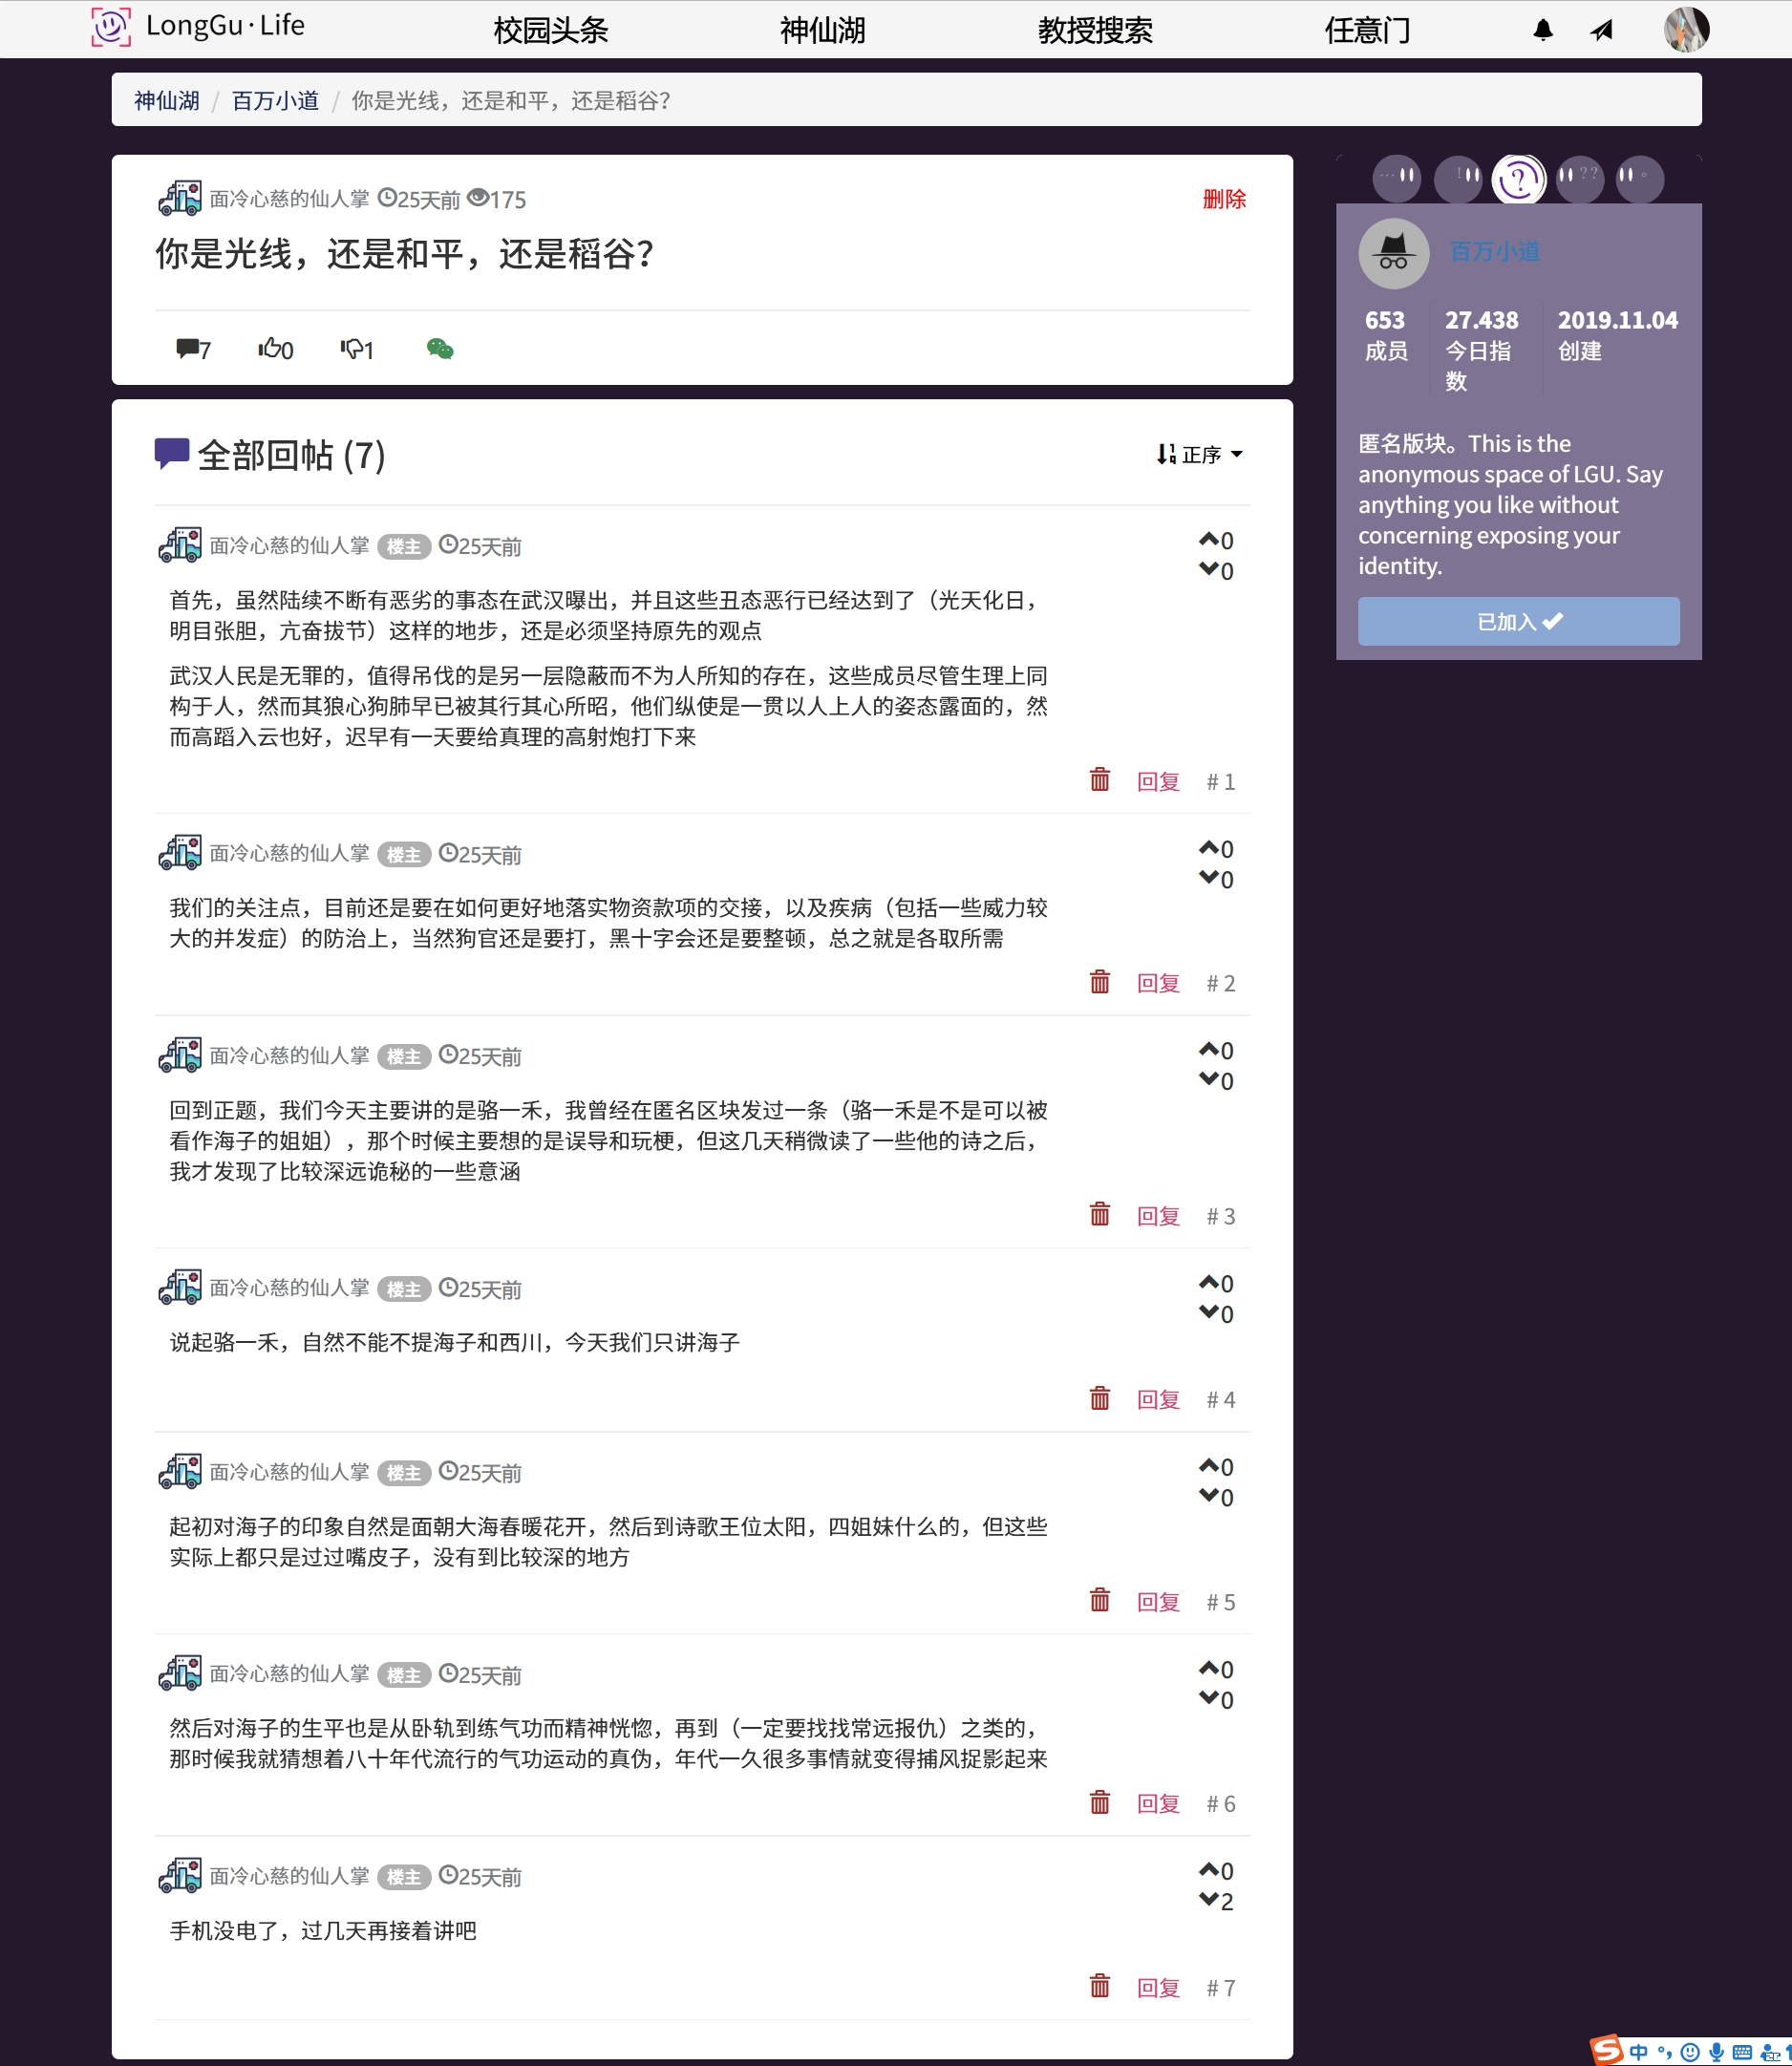 LongGu·Life 校园头条 神仙湖 教授搜索 任意门
神仙湖 / 百万小道 / 你是光线，还是和平，还是稻谷？
面冷心慈的仙人掌 25天前 175 删除
你是光线，还是和平，还是稻谷？
7 0 1
全部回帖 (7) 正序
面冷心慈的仙人掌 楼主 25天前 0
0
首先，虽然陆续不断有恶劣的事态在武汉曝出，并且这些丑态恶行已经达到了（光天化日，
明目张胆，亢奋拔节）这样的地步，还是必须坚持原先的观点
武汉人民是无罪的，值得吊伐的是另一层隐蔽而不为人所知的存在，这些成员尽管生理上同
构于人，然而其狼心狗肺早已被其行其心所昭，他们纵使是一贯以人上人的姿态露面的，然
而高蹈入云也好，迟早有一天要给真理的高射炮打下来
回复 # 1
面冷心慈的仙人掌 楼主 25天前 0
0
我们的关注点，目前还是要在如何更好地落实物资款项的交接，以及疾病（包括一些威力较
大的并发症）的防治上，当然狗官还是要打，黑十字会还是要整顿，总之就是各取所需
回复 # 2
面冷心慈的仙人掌 楼主 25天前 0
0
回到正题，我们今天主要讲的是骆一禾，我曾经在匿名区块发过一条（骆一禾是不是可以被
看作海子的姐姐），那个时候主要想的是误导和玩梗，但这几天稍微读了一些他的诗之后，
我才发现了比较深远诡秘的一些意涵
回复 # 3
面冷心慈的仙人掌 楼主 25天前 0
0
说起骆一禾，自然不能不提海子和西川，今天我们只讲海子
回复 # 4
面冷心慈的仙人掌 楼主 25天前 0
0
起初对海子的印象自然是面朝大海春暖花开，然后到诗歌王位太阳，四姐妹什么的，但这些
实际上都只是过过嘴皮子，没有到比较深的地方
回复 # 5
面冷心慈的仙人掌 楼主 25天前 0
0
然后对海子的生平也是从卧轨到练气功而精神恍惚，再到（一定要找找常远报仇）之类的，
那时候我就猜想着八十年代流行的气功运动的真伪，年代一久很多事情就变得捕风捉影起来
回复 # 6
面冷心慈的仙人掌 楼主 25天前 0
2
手机没电了，过几天再接着讲吧
回复 # 7
… ! ? ?? 。
百万小道
653 27.438 2019.11.04
成员 今日指 创建
数
匿名版块。This is the
anonymous space of LGU. Say
anything you like without
concerning exposing your
identity.
已加入
S 中 °,